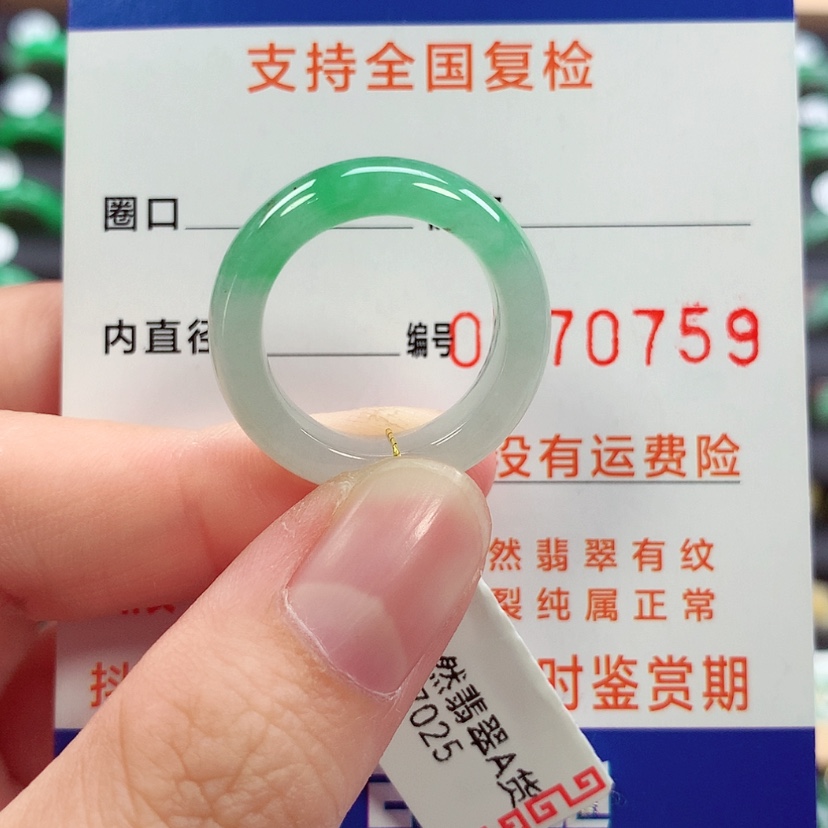 支持全国复检
圈口
内直径 编号0 70759
没有运费险
然翡翠有纹
裂纯属正常
抖 时鉴赏期
然翡翠A货
7025